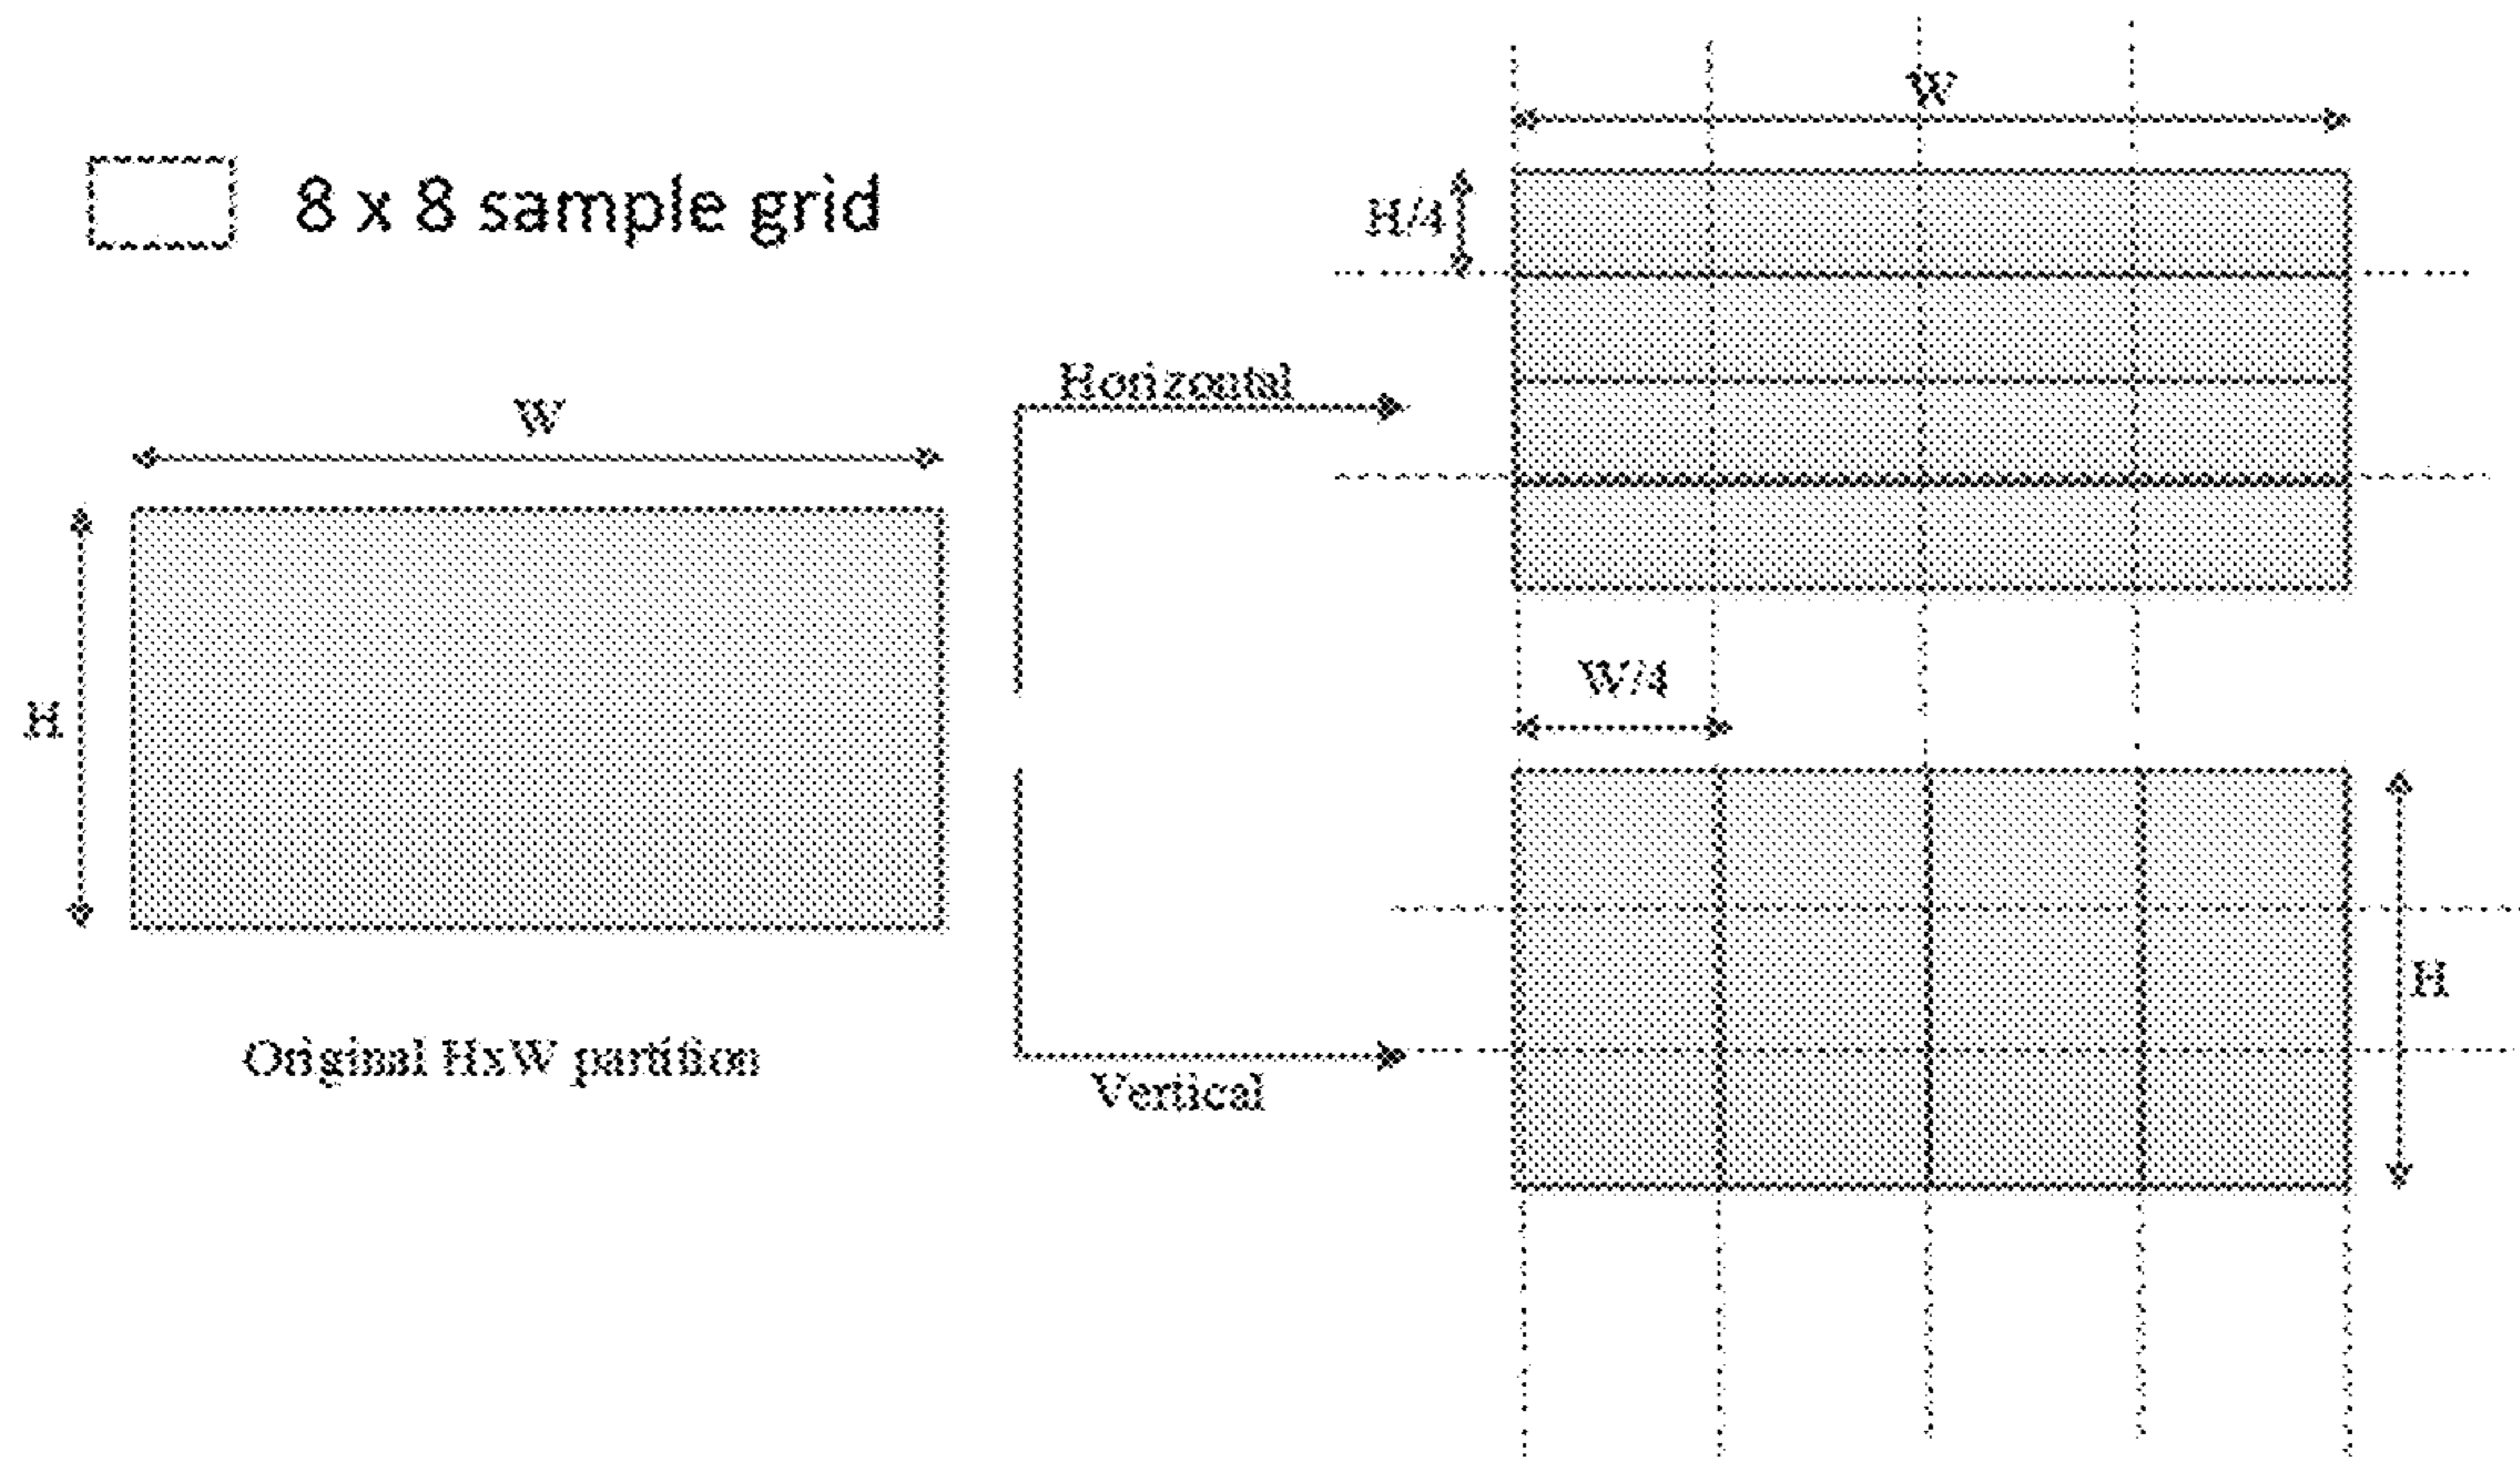 8 x 8 sample grid
W
H
Original HxW partition
Horizontal
Vertical
W
H/4
W/4
H